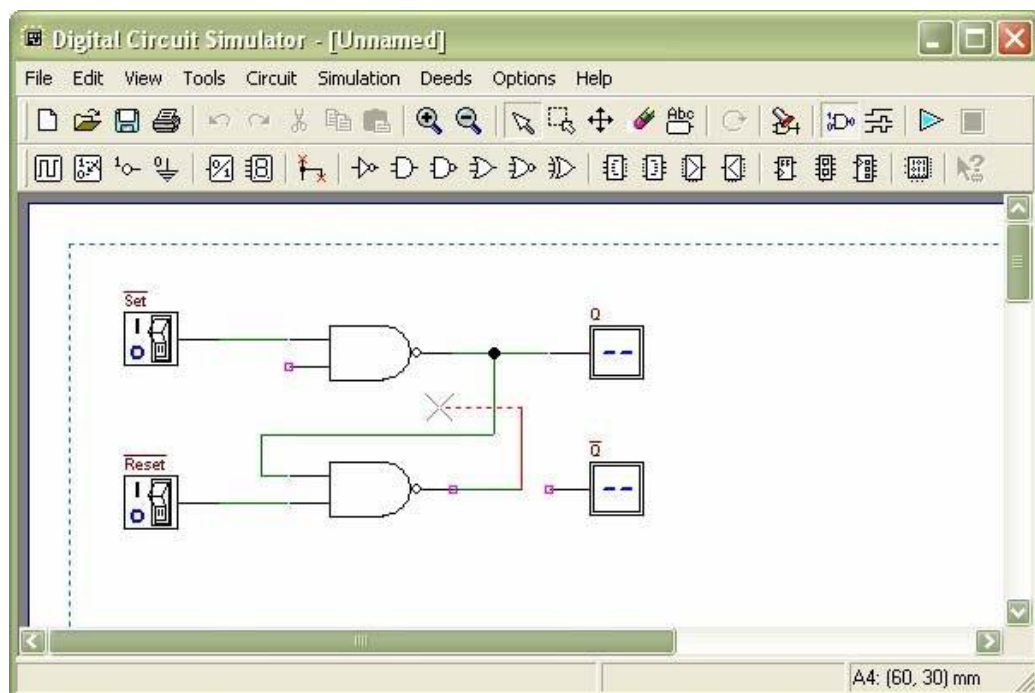 Digital Circuit Simulator - [Unnamed]
File Edit View Tools Circuit Simulation Deeds Options Help
Abc
Set
Q
Reset
Q
A4: (60, 30) mm